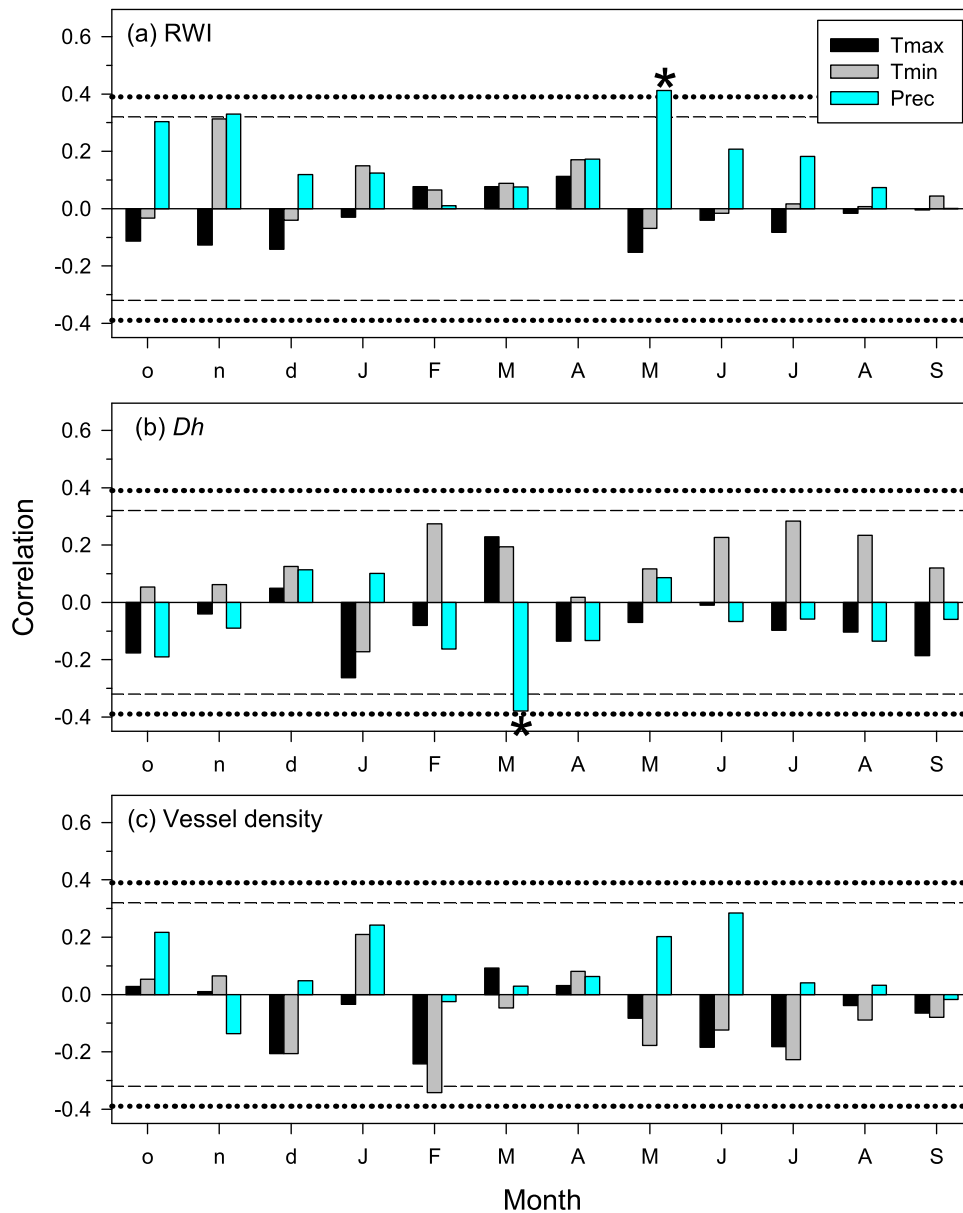 (a) RWI
Tmax
Tmin
Prec
*
0.6
0.4
0.2
0.0
-0.2
-0.4
o n d J F M A M J J A S
(b) Dh
0.6
0.4
0.2
0.0
-0.2
-0.4
*
o n d J F M A M J J A S
Correlation
(c) Vessel density
0.6
0.4
0.2
0.0
-0.2
-0.4
o n d J F M A M J J A S
Month